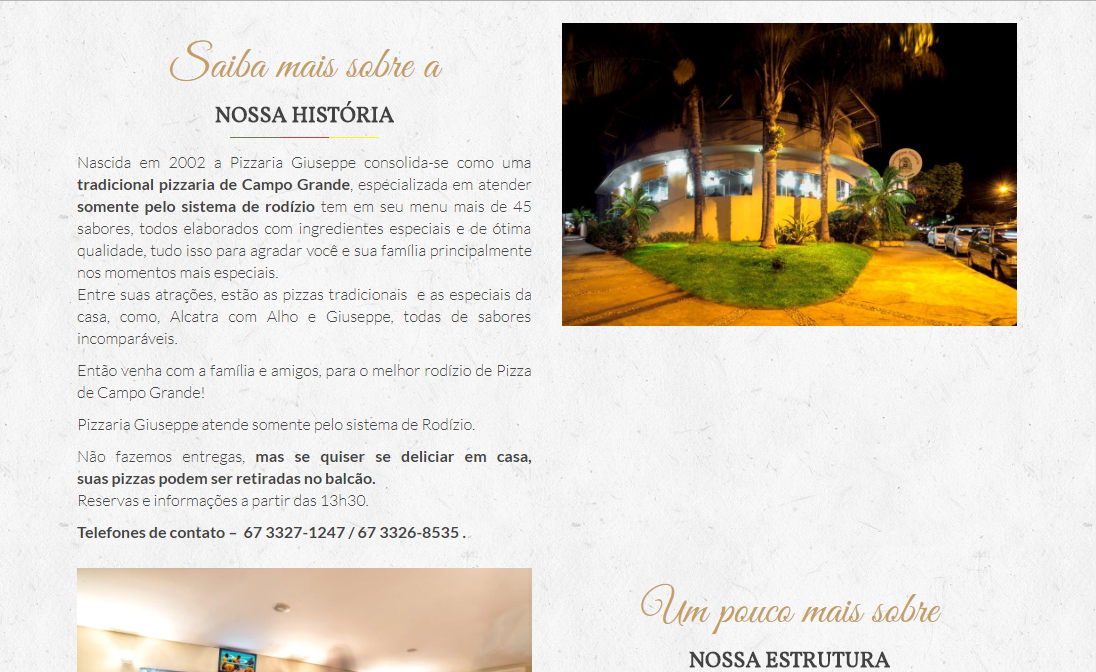 Saiba mais sobre a
NOSSA HISTÓRIA
Nascida em 2002 a Pizzaria Giuseppe consolida-se como uma
tradicional pizzaria de Campo Grande, especializada em atender
somente pelo sistema de rodízio tem em seu menu mais de 45
sabores, todos elaborados com ingredientes especiais e de ótima
qualidade, tudo isso para agradar você e sua família principalmente
nos momentos mais especiais.
Entre suas atrações, estão as pizzas tradicionais e as especiais da
casa, como, Alcatra com Alho e Giuseppe, todas de sabores
incomparáveis.
Então venha com a família e amigos, para o melhor rodízio de Pizza
de Campo Grande!
Pizzaria Giuseppe atende somente pelo sistema de Rodízio.
Não fazemos entregas, mas se quiser se deliciar em casa,
suas pizzas podem ser retiradas no balcão.
Reservas e informações a partir das 13h30.
Telefones de contato – 67 3327-1247 / 67 3326-8535 .
Um pouco mais sobre
NOSSA ESTRUTURA